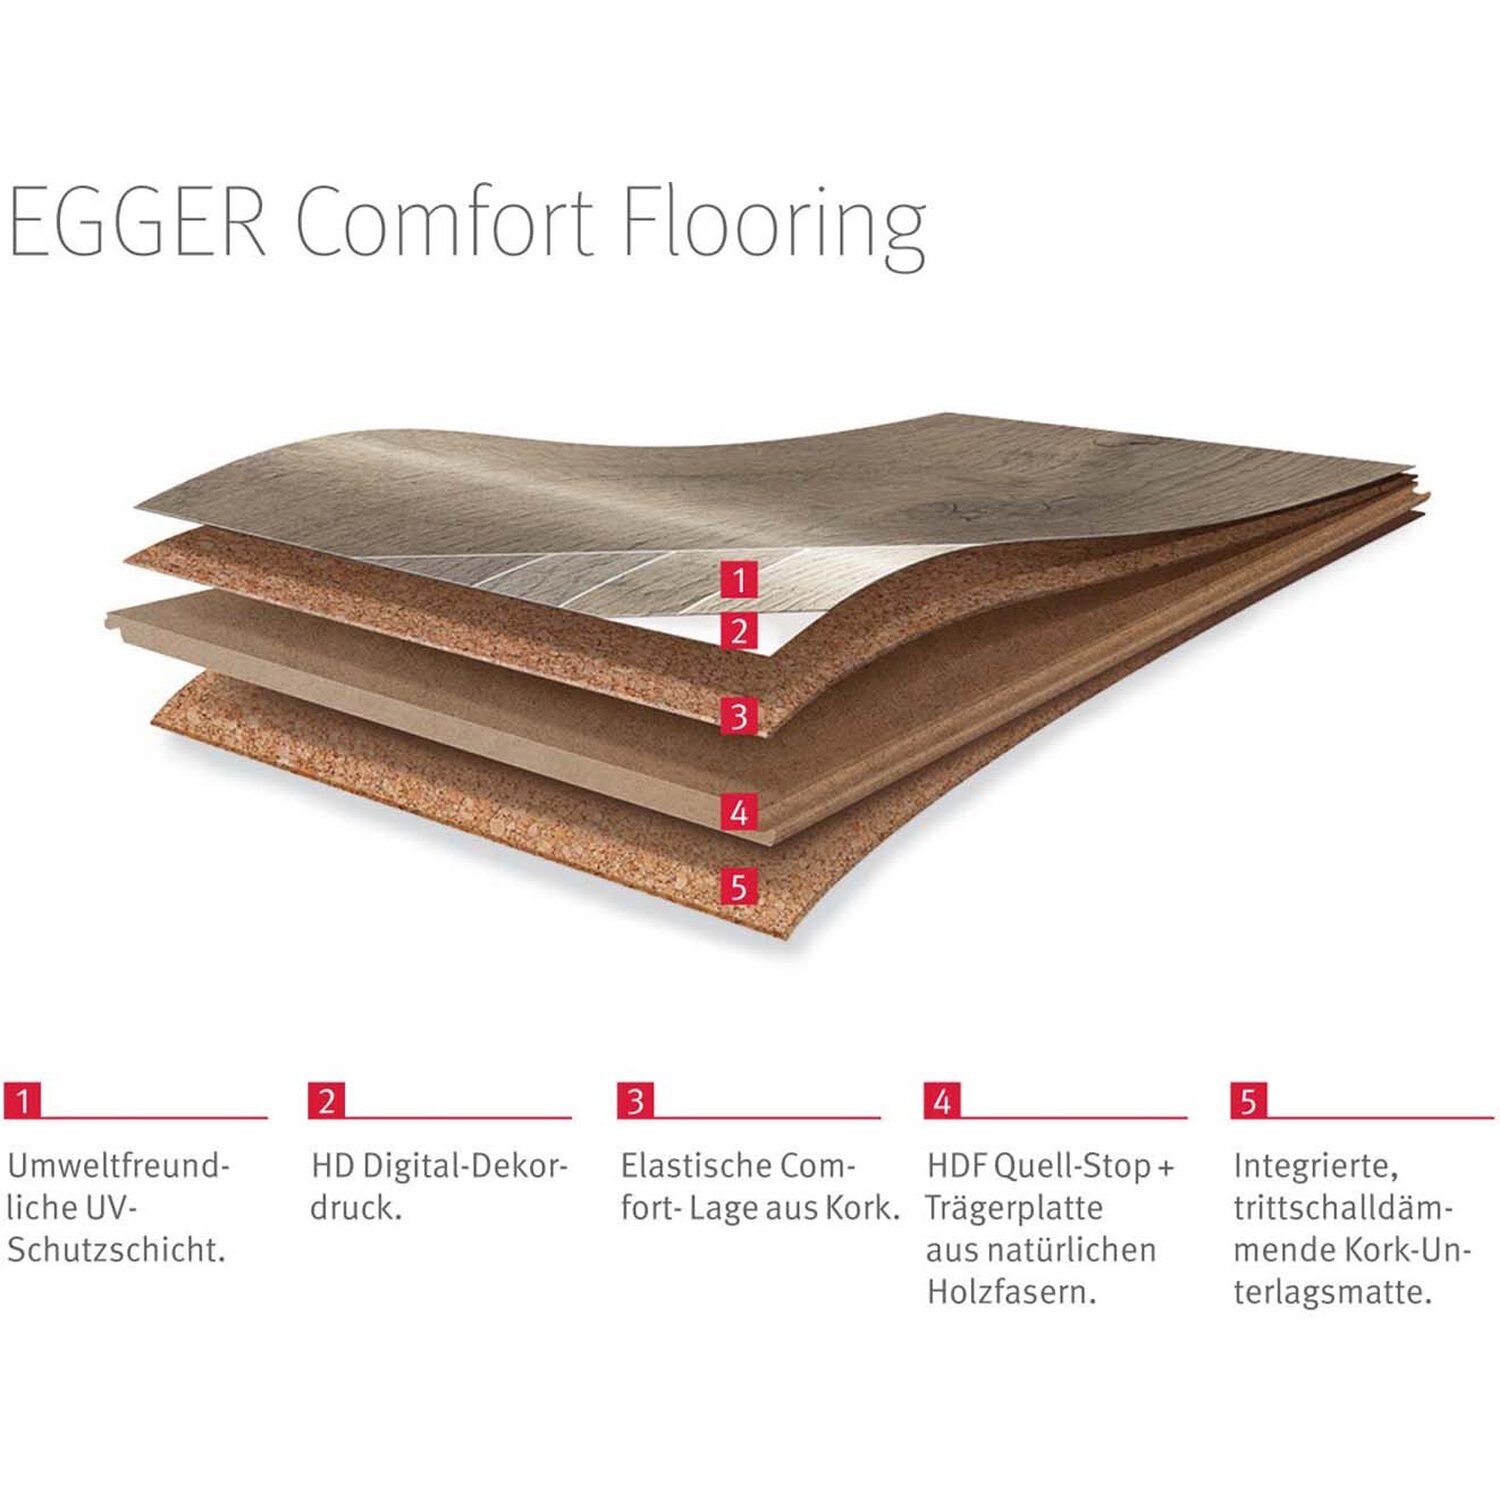 EGGER Comfort Flooring
1
2
3
4
5
1
Umweltfreund-
liche UV-
Schutzschicht.
2
HD Digital-Dekor-
druck.
3
Elastische Com-
fort- Lage aus Kork.
4
HDF Quell-Stop +
Trägerplatte
aus natürlichen
Holzfasern.
5
Integrierte,
trittschalldäm-
mende Kork-Un-
terlagsmatte.